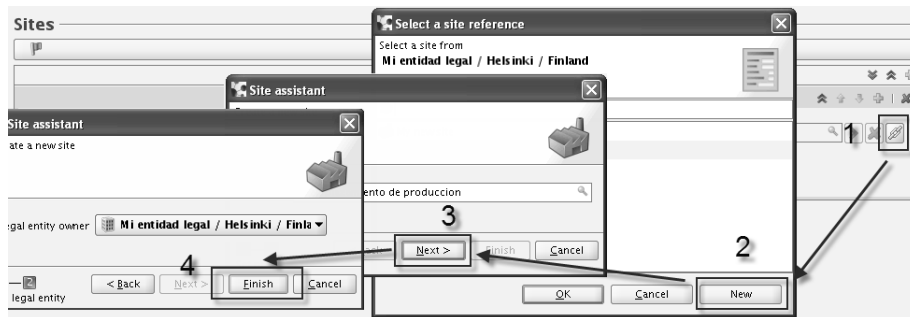 Sites
Select a site reference
Select a site from
Mi entidad legal / Helsinki / Finland
Site assistant
Site assistant
ate a new site
1
ento de produccion
egal entity owner
Mi entidad legal / Helsinki / Finla
3
Next >
Finish
Cancel
2
4
< Back
Next >
Finish
Cancel
2
legal entity
OK
Cancel
New